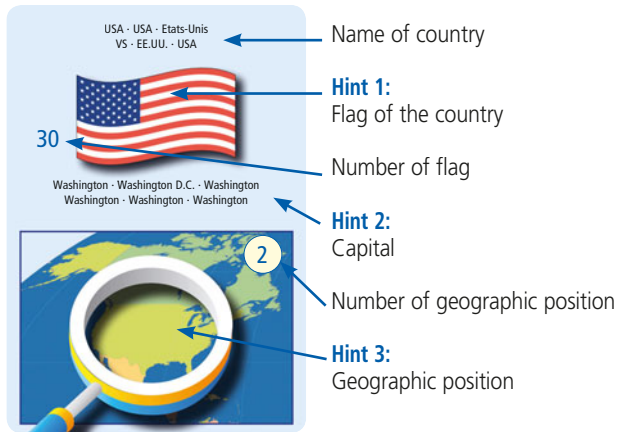 USA · USA · Etats-Unis
VS · EE.UU. · USA
Name of country
Hint 1:
Flag of the country
30
Number of flag
Washington · Washington D.C. · Washington
Washington · Washington · Washington
Hint 2:
Capital
2
Number of geographic position
Hint 3:
Geographic position